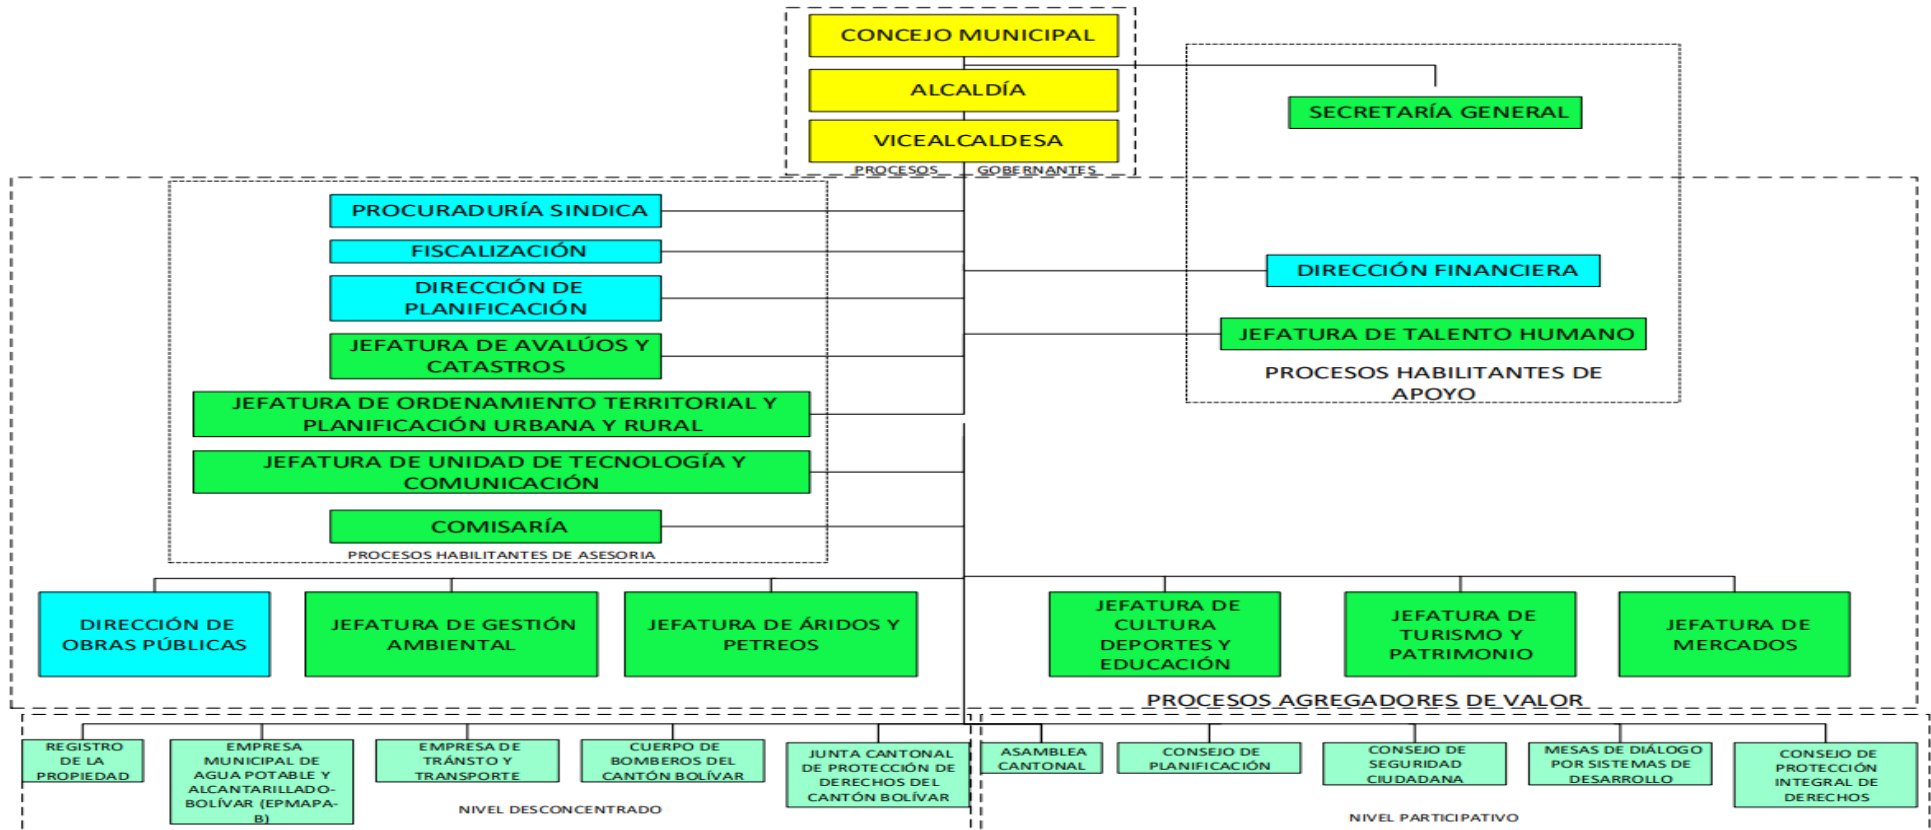 CONCEJO MUNICIPAL
ALCALDÍA
SECRETARÍA GENERAL
VICEALCALDESA
PROCESOS GOBERNANTES
PROCURADURÍA SINDICA
FISCALIZACIÓN
DIRECCIÓN DE
PLANIFICACIÓN
JEFATURA DE AVALÚOS Y
CATASTROS
JEFATURA DE ORDENAMIENTO TERRITORIAL Y
PLANIFICACIÓN URBANA Y RURAL
JEFATURA DE UNIDAD DE TECNOLOGÍA Y
COMUNICACIÓN
COMISARÍA
PROCESOS HABILITANTES DE ASESORIA
DIRECCIÓN FINANCIERA
JEFATURA DE TALENTO HUMANO
PROCESOS HABILITANTES DE
APOYO
DIRECCIÓN DE
OBRAS PÚBLICAS
JEFATURA DE GESTIÓN
AMBIENTAL
JEFATURA DE ÁRIDOS Y
PETREOS
JEFATURA DE
CULTURA
DEPORTES Y
EDUCACIÓN
JEFATURA DE
TURISMO Y
PATRIMONIO
JEFATURA DE
MERCADOS
PROCESOS AGREGADORES DE VALOR
REGISTRO
DE LA
PROPIEDAD
EMPRESA
MUNICIPAL DE
AGUA POTABLE Y
ALCANTARILLADO-
BOLÍVAR (EPMAPA-
B)
EMPRESA DE
TRÁNSTO Y
TRANSPORTE
CUERPO DE
BOMBEROS DEL
CANTÓN BOLÍVAR
JUNTA CANTONAL
DE PROTECCIÓN DE
DERECHOS DEL
CANTÓN BOLÍVAR
NIVEL DESCONCENTRADO
ASAMBLEA
CANTONAL
CONSEJO DE
PLANIFICACIÓN
CONSEJO DE
SEGURIDAD
CIUDADANA
MESAS DE DIÁLOGO
POR SISTEMAS DE
DESARROLLO
CONSEJO DE
PROTECCIÓN
INTEGRAL DE
DERECHOS
NIVEL PARTICIPATIVO